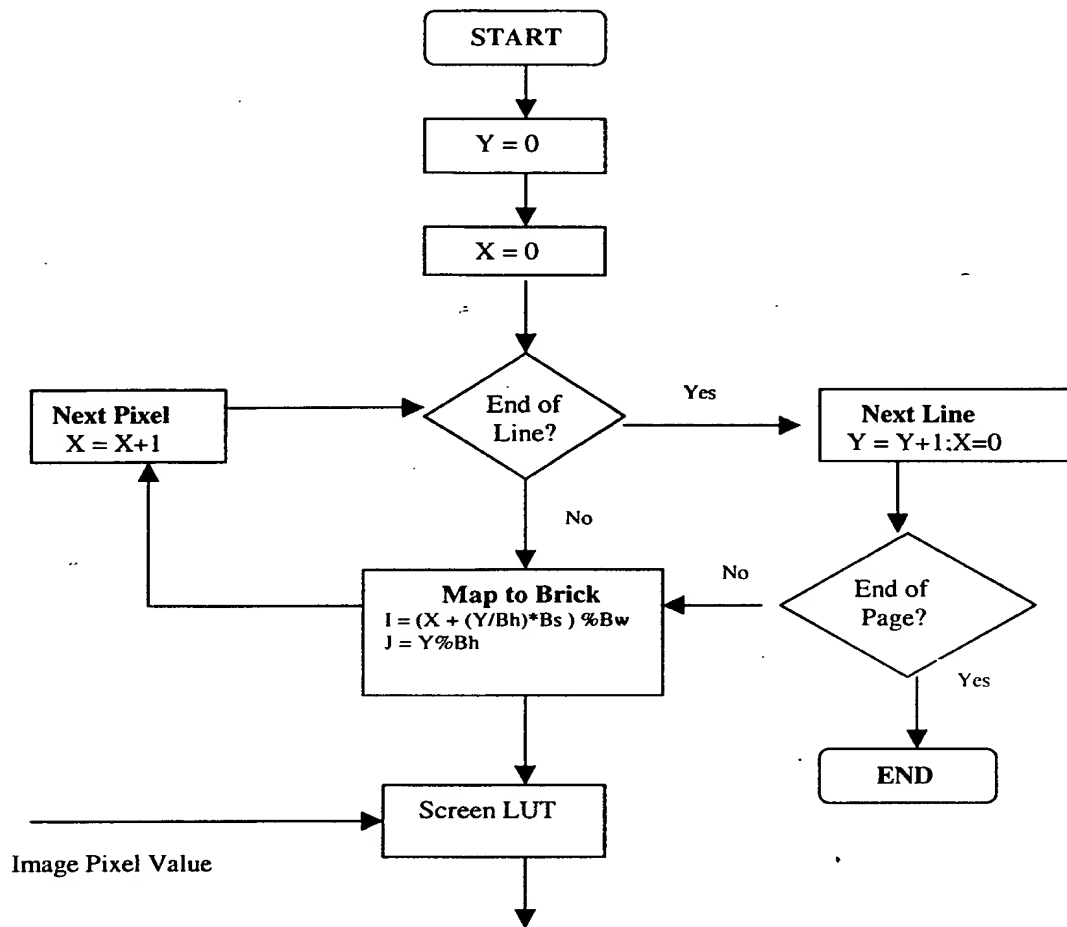 START
Y = 0
X = 0
End of
Line?
Yes
Next Pixel
X = X+1
Next Line
Y = Y+1;X=0
No
Map to Brick
I = (X + (Y/Bh)*Bs ) %Bw
J = Y%Bh
No
End of
Page?
Yes
END
Screen LUT
Image Pixel Value